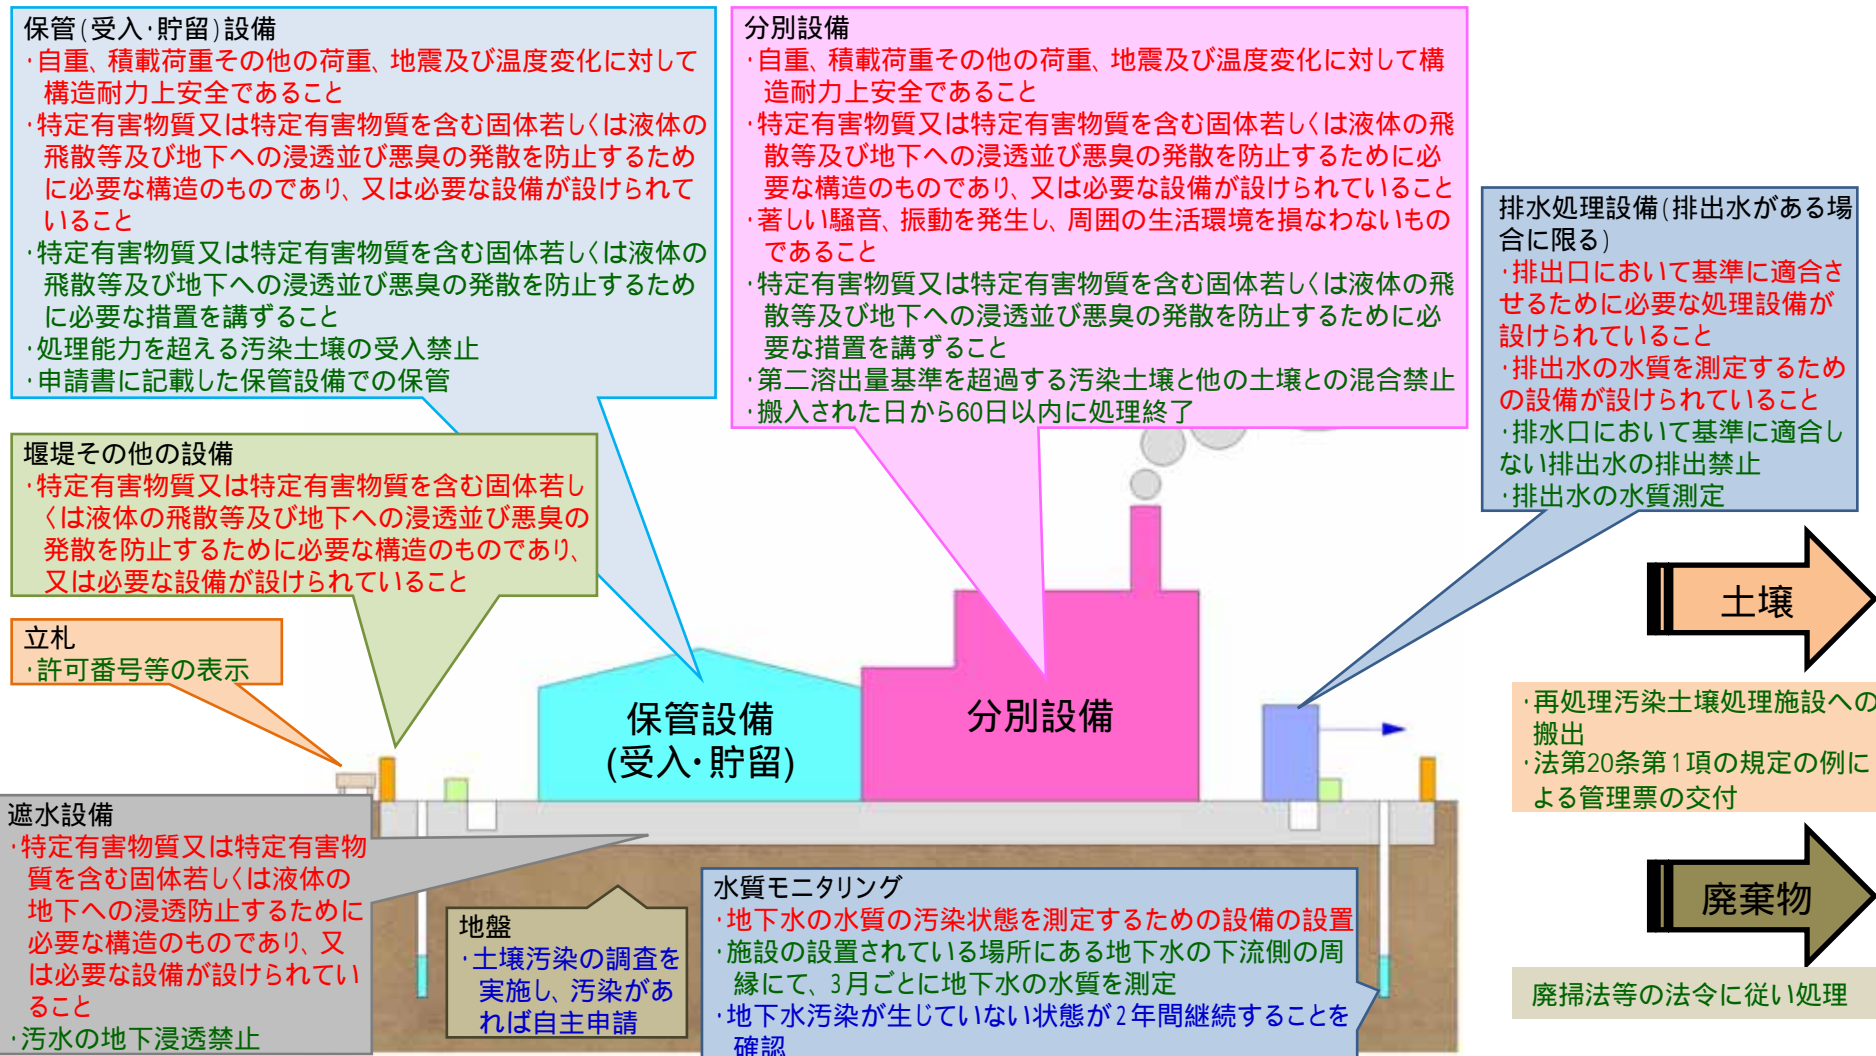 保管(受入・貯留)設備
・自重、積載荷重その他の荷重、地震及び温度変化に対して
構造耐力上安全であること
・特定有害物質又は特定有害物質を含む固体若しくは液体の
飛散等及び地下への浸透並び悪臭の発散を防止するため
に必要な構造のものであり、又は必要な設備が設けられて
いること
・特定有害物質又は特定有害物質を含む固体若しくは液体の
飛散等及び地下への浸透並び悪臭の発散を防止するため
に必要な措置を講ずること
・処理能力を超える汚染土壌の受入禁止
・申請書に記載した保管設備での保管
分別設備
・自重、積載荷重その他の荷重、地震及び温度変化に対して構
造耐力上安全であること
・特定有害物質又は特定有害物質を含む固体若しくは液体の飛
散等及び地下への浸透並び悪臭の発散を防止するために必
要な構造のものであり、又は必要な設備が設けられていること
・著しい騒音、振動を発生し、周囲の生活環境を損なわないもの
であること
・特定有害物質又は特定有害物質を含む固体若しくは液体の飛
散等及び地下への浸透並び悪臭の発散を防止するために必
要な措置を講ずること
・第二溶出量基準を超過する汚染土壌と他の土壌との混合禁止
・搬入された日から60日以内に処理終了
排水処理設備(排出水がある場
合に限る)
・排出口において基準に適合さ
せるために必要な処理設備が
設けられていること
・排出水の水質を測定するため
の設備が設けられていること
・排水口において基準に適合し
ない排出水の排出禁止
・排出水の水質測定
堰堤その他の設備
・特定有害物質又は特定有害物質を含む固体若し
くは液体の飛散等及び地下への浸透並び悪臭の
発散を防止するために必要な構造のものであり、
又は必要な設備が設けられていること
立札
・許可番号等の表示
保管設備
(受入・貯留)
分別設備
土壌
・再処理汚染土壌処理施設への
搬出
・法第20条第1項の規定の例に
よる管理票の交付
廃棄物
廃掃法等の法令に従い処理
遮水設備
・特定有害物質又は特定有害物
質を含む固体若しくは液体の
地下への浸透防止するために
必要な構造のものであり、又
は必要な設備が設けられてい
ること
・汚水の地下浸透禁止
地盤
・土壌汚染の調査を
実施し、汚染があ
れば自主申請
水質モニタリング
・地下水の水質の汚染状態を測定するための設備の設置
・施設の設置されている場所にある地下水の下流側の周
縁にて、3月ごとに地下水の水質を測定
・地下水汚染が生じていない状態が2年間継続することを
確認